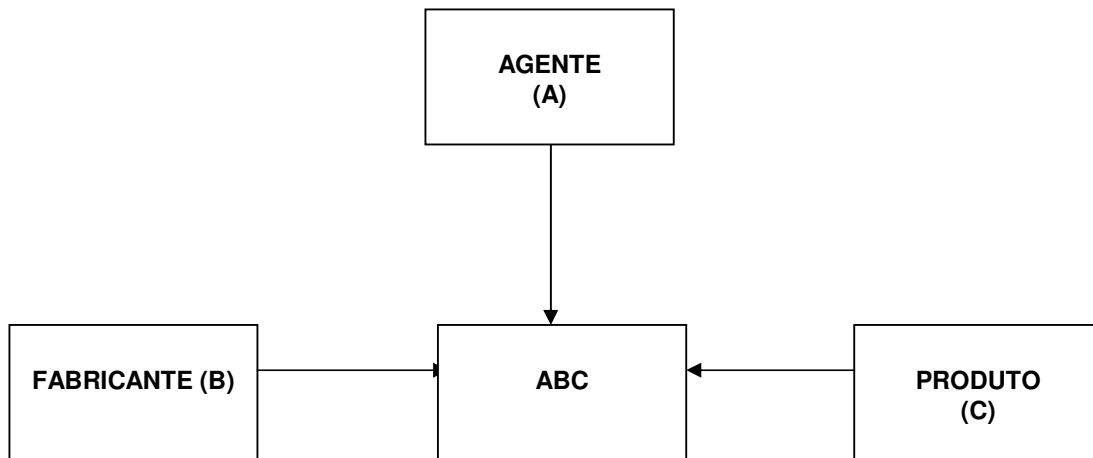 AGENTE
(A)
FABRICANTE (B)
ABC
PRODUTO
(C)